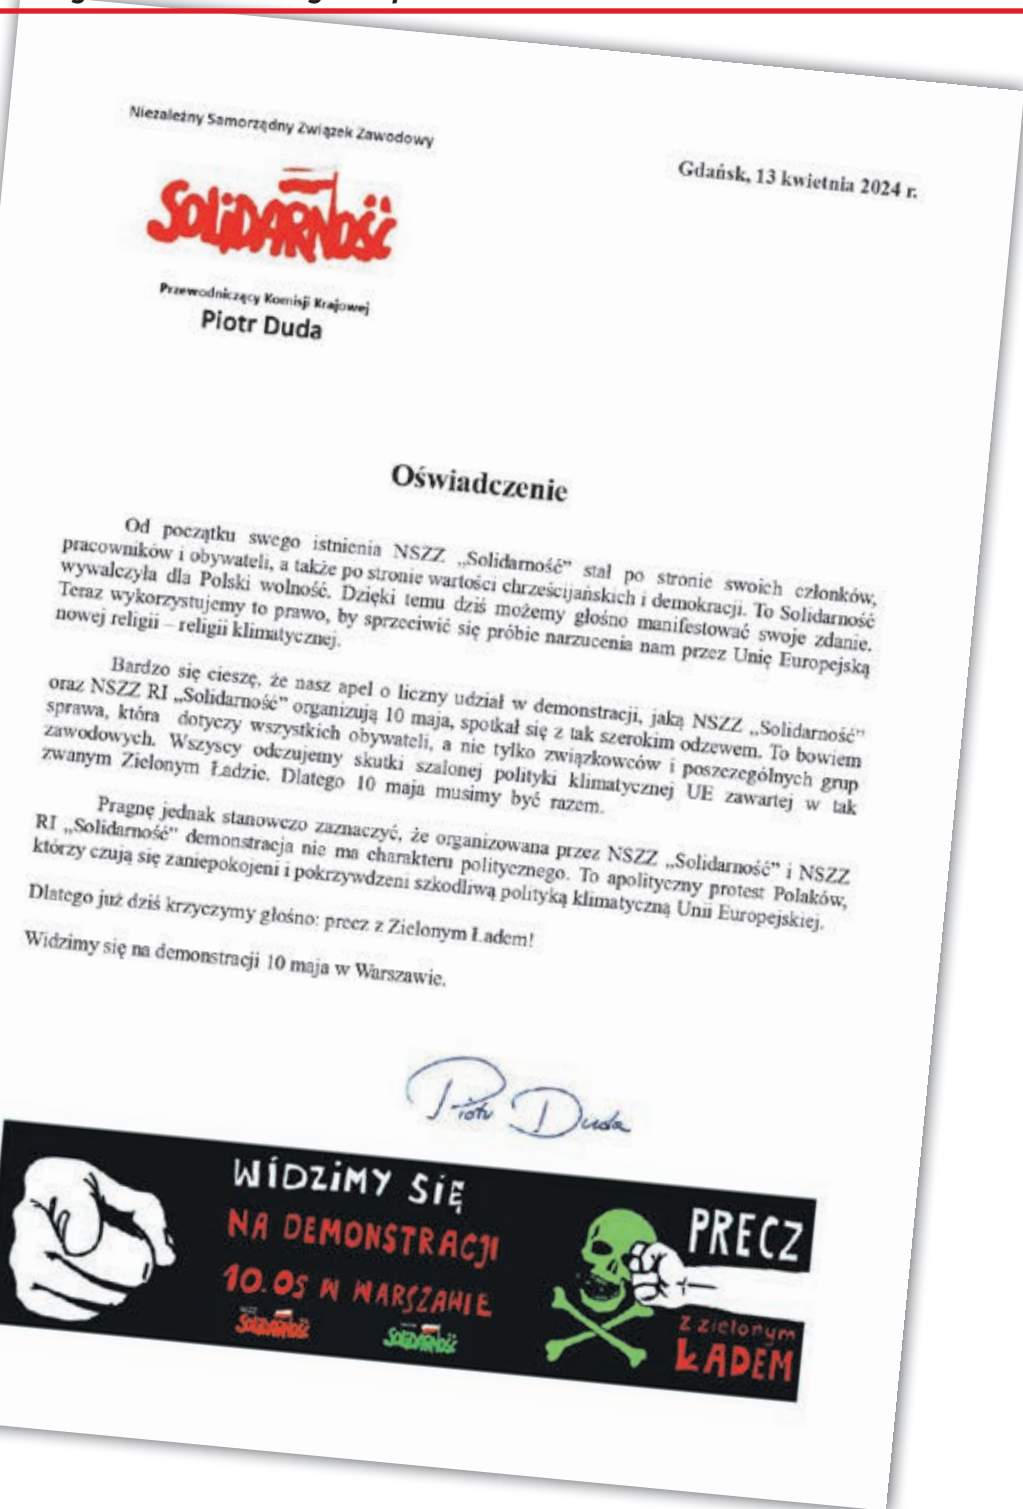 Niezależny Samorządny Związek Zawodowy
SOLIDARNOŚĆ
Przewodniczący Komisji Krajowej
Piotr Duda
Gdańsk, 13 kwietnia 2024 r.
Oświadczenie
Od początku swego istnienia NSZZ „Solidarność” stał po stronie swoich członków,
pracowników i obywateli, a także po stronie wartości chrześcijańskich i demokracji. To Solidarność
wywalczyła dla Polski wolność. Dzięki temu dziś możemy głośno manifestować swoje zdanie.
Teraz wykorzystujemy to prawo, by sprzeciwić się próbie narzucenia nam przez Unię Europejską
nowej religii – religii klimatycznej.
Bardzo się cieszę, że nasz apel o liczny udział w demonstracji, jaką NSZZ „Solidarność”
oraz NSZZ RI „Solidarność” organizują 10 maja, spotkał się z tak szerokim odzewem. To bowiem
sprawa, która dotyczy wszystkich obywateli, a nie tylko związkowców i poszczególnych grup
zawodowych. Wszyscy odczujemy skutki szalonej polityki klimatycznej UE zawartej w tak
zwanym Zielonym Ładzie. Dlatego 10 maja musimy być razem.
Pragnę jednak stanowczo zaznaczyć, że organizowana przez NSZZ „Solidarność” i NSZZ
RI „Solidarność” demonstracja nie ma charakteru politycznego. To apolityczny protest Polaków,
którzy czują się zaniepokojeni i pokrzywdzeni szkodliwą polityką klimatyczną Unii Europejskiej.
Dlatego już dziś krzyczymy głośno: precz z Zielonym Ładem!
Widzimy się na demonstracji 10 maja w Warszawie.
Piotr Duda
WIDZIMY SIĘ
NA DEMONSTRACJI
10.05 W WARSZAWIE
SOLIDARNOŚĆ SOLIDARNOŚĆ
PRECZ
Z zielonym
ŁADEM